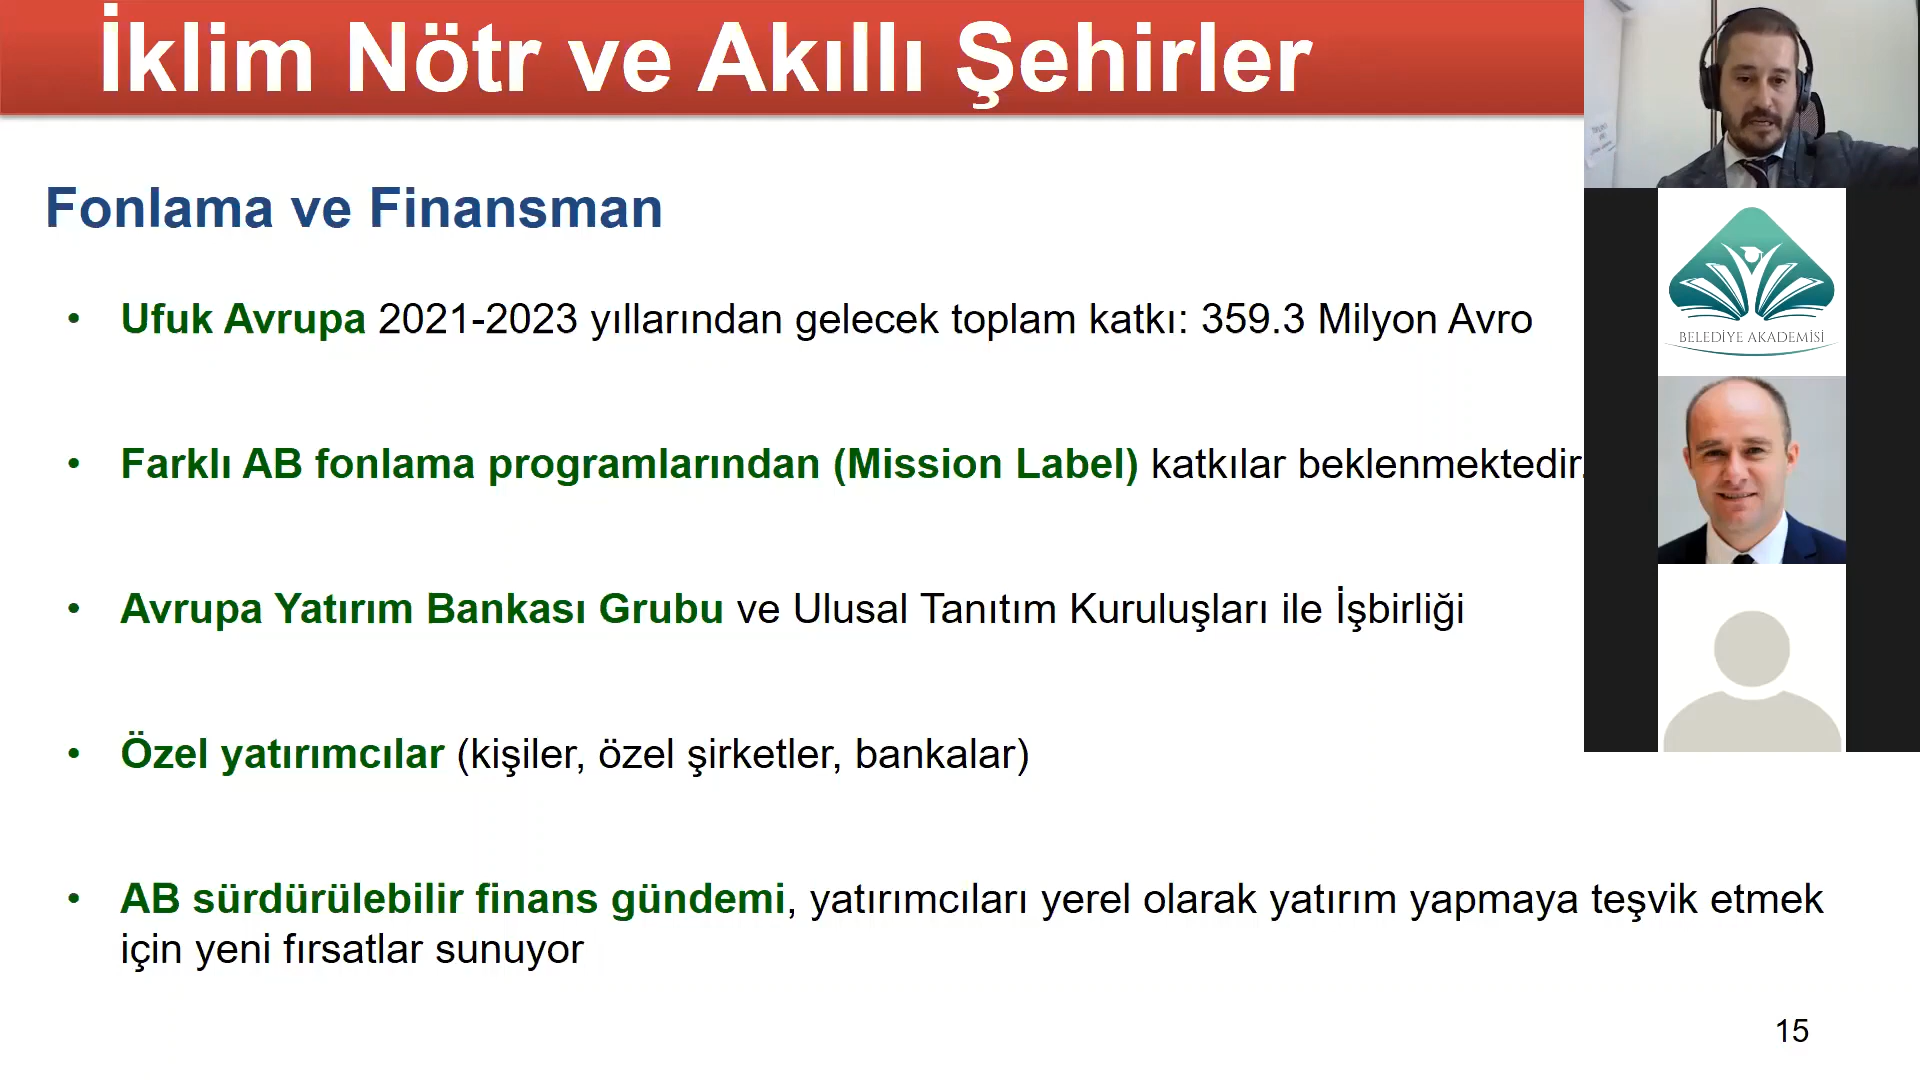 İklim Nötr ve Akıllı Şehirler
Fonlama ve Finansman
• Ufuk Avrupa 2021-2023 yıllarından gelecek toplam katkı: 359.3 Milyon Avro
• Farklı AB fonlama programlarından (Mission Label) katkılar beklenmektedir.
• Avrupa Yatırım Bankası Grubu ve Ulusal Tanıtım Kuruluşları ile İşbirliği
• Özel yatırımcılar (kişiler, özel şirketler, bankalar)
• AB sürdürülebilir finans gündemi, yatırımcıları yerel olarak yatırım yapmaya teşvik etmek
için yeni fırsatlar sunuyor
BELEDİYE AKADEMİSİ
15